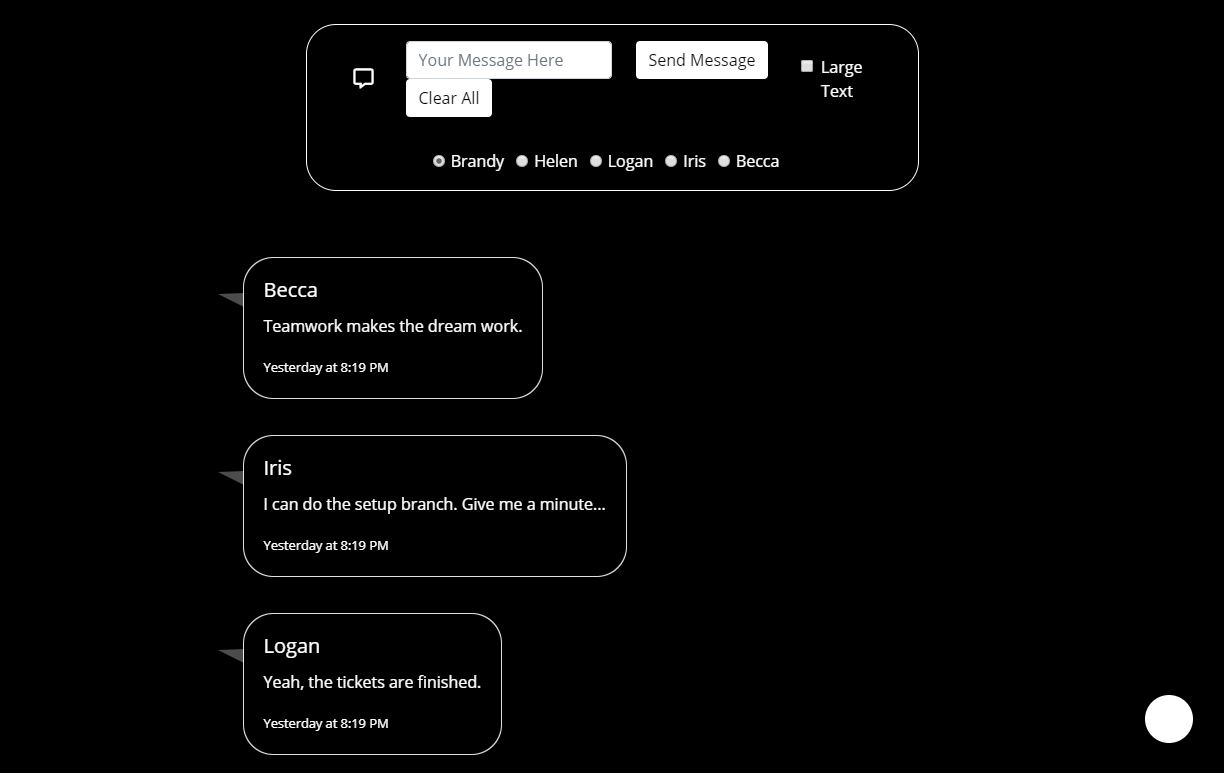 Your Message Here
Send Message
Large
Text
Clear All
Brandy Helen Logan Iris Becca
Becca
Teamwork makes the dream work.
Yesterday at 8:19 PM
Iris
I can do the setup branch. Give me a minute...
Yesterday at 8:19 PM
Logan
Yeah, the tickets are finished.
Yesterday at 8:19 PM